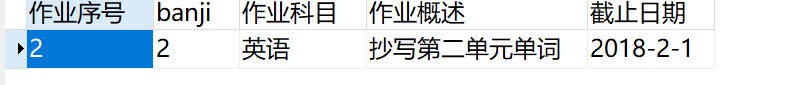 作业序号 banji 作业科目 作业概述 截止日期
2 2 英语 抄写第二单元单词 2018-2-1